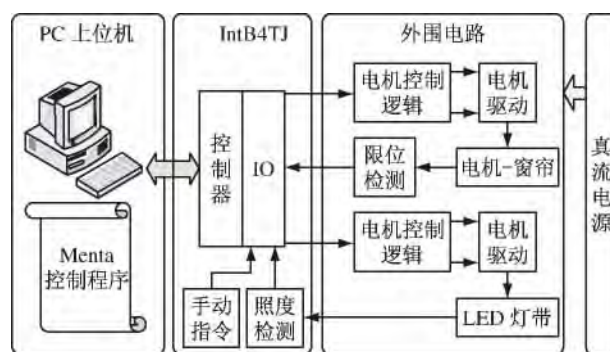 PC 上位机
Menta
控制程序
IntB4TJ
控
制
器
IO
手动
指令
照度
检测
外围电路
电机控制
逻辑
电机
驱动
限位
检测
电机-窗帘
电机控制
逻辑
电机
驱动
LED 灯带
真
流
电
源